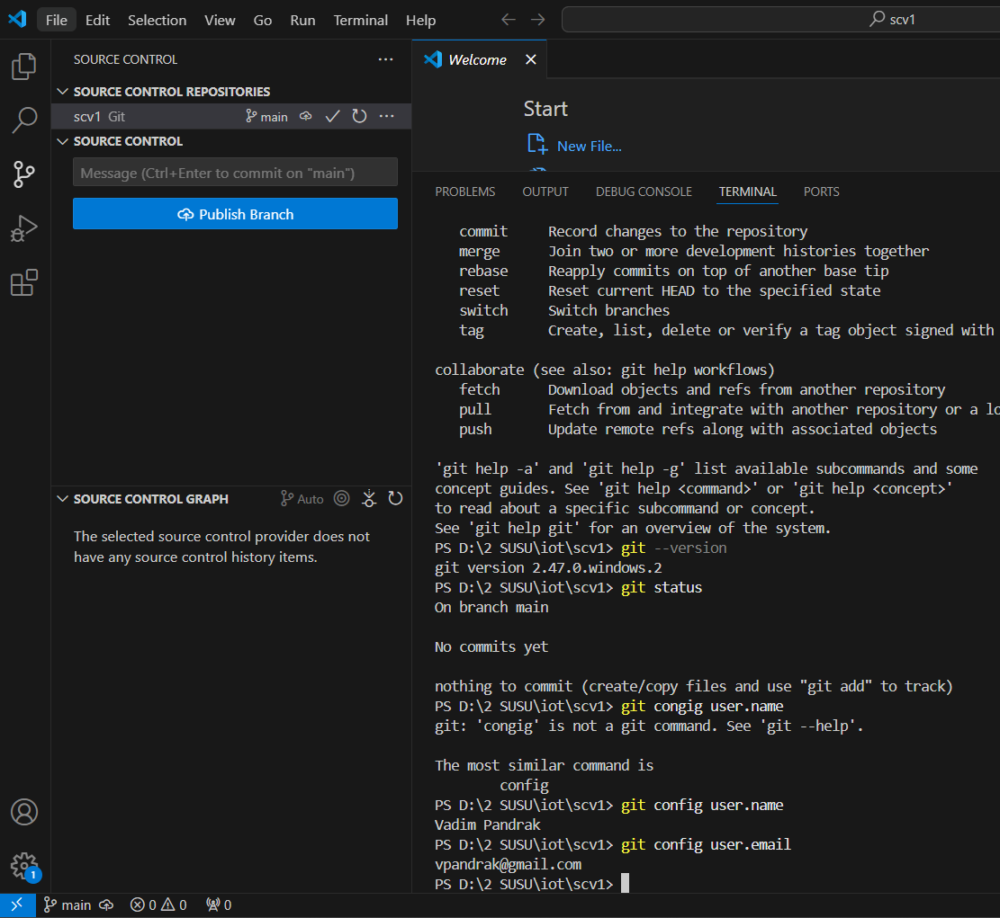 File Edit Selection View Go Run Terminal Help
scv1
SOURCE CONTROL
SOURCE CONTROL REPOSITORIES
scv1 Git main
SOURCE CONTROL
Message (Ctrl+Enter to commit on "main")
Publish Branch
SOURCE CONTROL GRAPH
Auto
The selected source control provider does not
have any source control history items.
Welcome
Start
New File...
PROBLEMS OUTPUT DEBUG CONSOLE TERMINAL PORTS
commit Record changes to the repository
merge Join two or more development histories together
rebase Reapply commits on top of another base tip
reset Reset current HEAD to the specified state
switch Switch branches
tag Create, list, delete or verify a tag object signed with
collaborate (see also: git help workflows)
fetch Download objects and refs from another repository
pull Fetch from and integrate with another repository or a lo
push Update remote refs along with associated objects
'git help -a' and 'git help -g' list available subcommands and some
concept guides. See 'git help <command>' or 'git help <concept>'
to read about a specific subcommand or concept.
See 'git help git' for an overview of the system.
PS D:\2 SUSU\iot\scv1> git --version
git version 2.47.0.windows.2
PS D:\2 SUSU\iot\scv1> git status
On branch main
No commits yet
nothing to commit (create/copy files and use "git add" to track)
PS D:\2 SUSU\iot\scv1> git congig user.name
git: 'congig' is not a git command. See 'git --help'.
The most similar command is
config
PS D:\2 SUSU\iot\scv1> git config user.name
Vadim Pandrak
PS D:\2 SUSU\iot\scv1> git config user.email
vpandrak@gmail.com
PS D:\2 SUSU\iot\scv1>
1
main 0 0 0